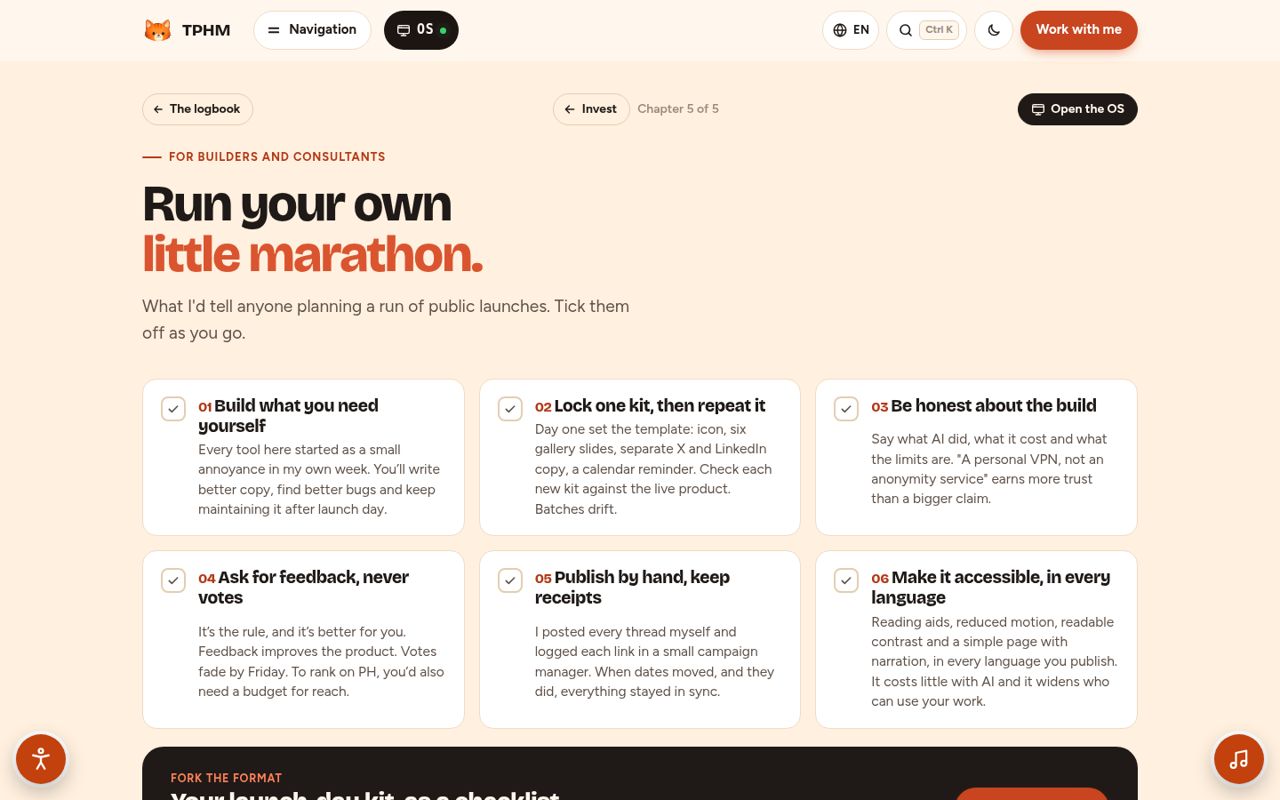 TPHM
Navigation
OS
EN
Ctrl K
Work with me
The logbook
Invest
Chapter 5 of 5
Open the OS
FOR BUILDERS AND CONSULTANTS
Run your own
little marathon.
What I'd tell anyone planning a run of public launches. Tick them
off as you go.
01 Build what you need
yourself
Every tool here started as a small
annoyance in my own week. You’ll write
better copy, find better bugs and keep
maintaining it after launch day.
02 Lock one kit, then repeat it
Day one set the template: icon, six
gallery slides, separate X and LinkedIn
copy, a calendar reminder. Check each
new kit against the live product.
Batches drift.
03 Be honest about the build
Say what AI did, what it cost and what
the limits are. "A personal VPN, not an
anonymity service" earns more trust
than a bigger claim.
04 Ask for feedback, never
votes
It’s the rule, and it’s better for you.
Feedback improves the product. Votes
fade by Friday. To rank on PH, you’d also
need a budget for reach.
05 Publish by hand, keep
receipts
I posted every thread myself and
logged each link in a small campaign
manager. When dates moved, and they
did, everything stayed in sync.
06 Make it accessible, in every
language
Reading aids, reduced motion, readable
contrast and a simple page with
narration, in every language you publish.
It costs little with AI and it widens who
can use your work.
FORK THE FORMAT
Your launch-day kit, as a checklist